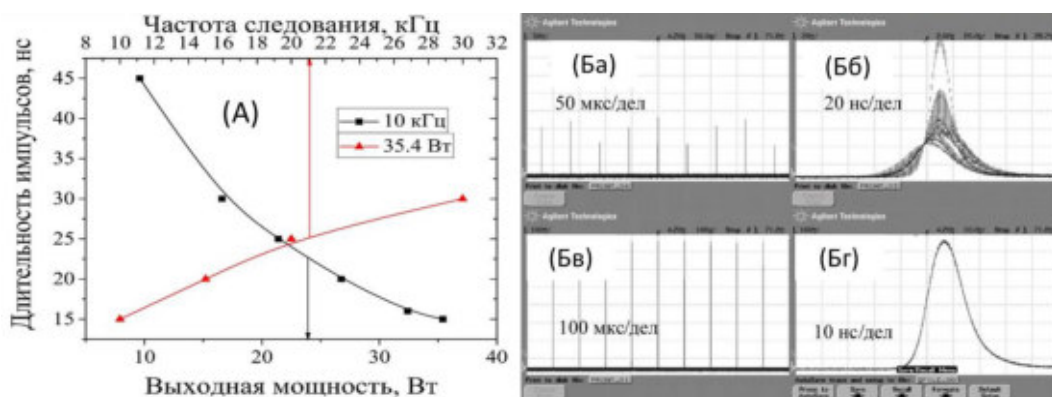 Частота следования, кГц
8 10 12 14 16 18 20 22 24 26 28 30 32
Длительность импульсов, нс
45
40
35
30
25
20
15
(А)
10 кГц
35.4 Вт
10 20 30 40
Выходная мощность, Вт
Agilent Technologies
(Ба)
50 мкс/дел
Agilent Technologies
(Бб)
20 нс/дел
Agilent Technologies
(Бв)
100 мкс/дел
Agilent Technologies
(Бг)
10 нс/дел